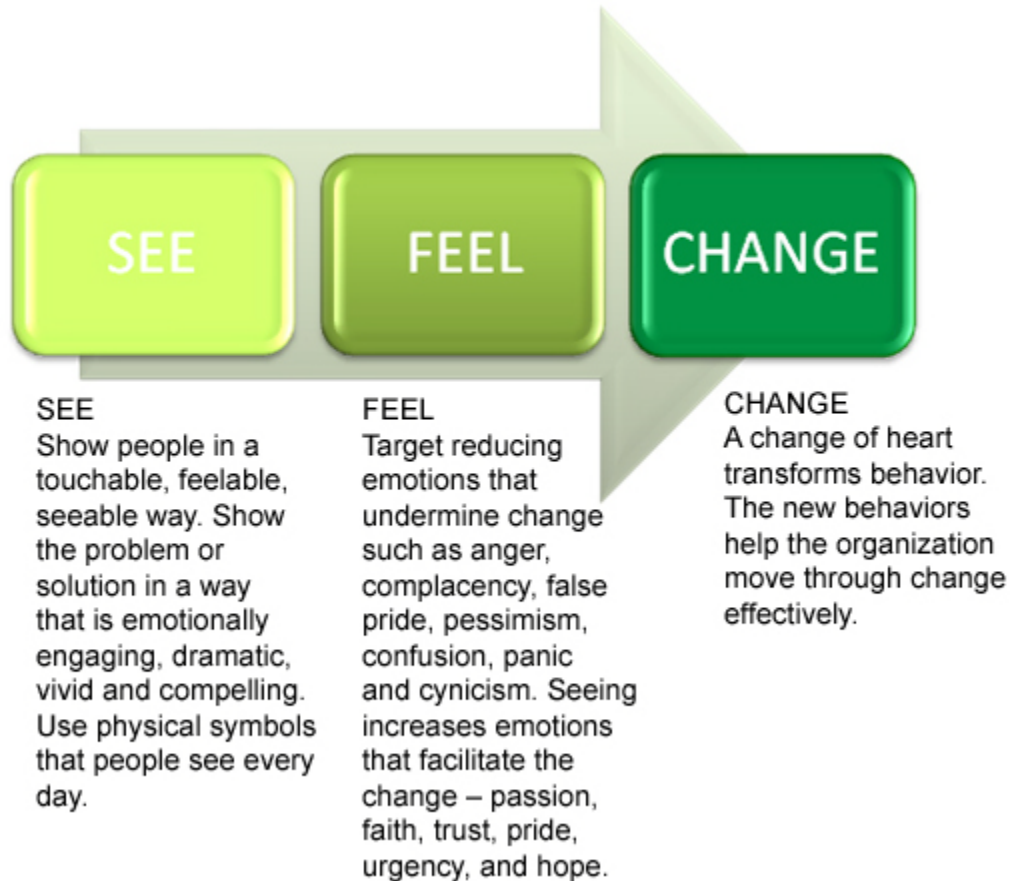 SEE
FEEL
CHANGE
SEE
Show people in a
touchable, feelable,
seeable way. Show
the problem or
solution in a way
that is emotionally
engaging, dramatic,
vivid and compelling.
Use physical symbols
that people see every
day.
FEEL
Target reducing
emotions that
undermine change
such as anger,
complacency, false
pride, pessimism,
confusion, panic
and cynicism. Seeing
increases emotions
that facilitate the
change – passion,
faith, trust, pride,
urgency, and hope.
CHANGE
A change of heart
transforms behavior.
The new behaviors
help the organization
move through change
effectively.